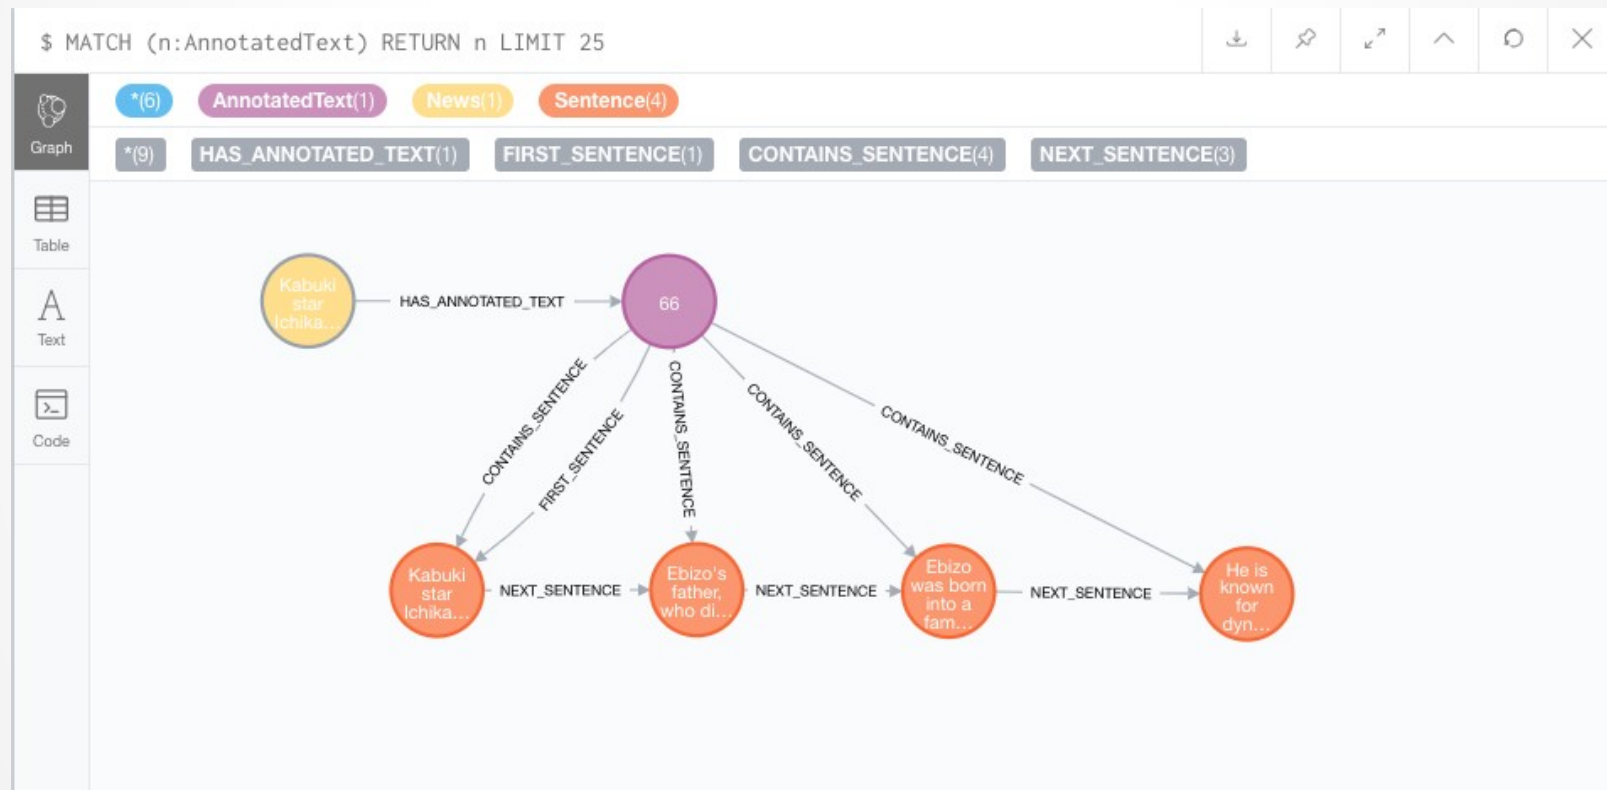 $ MATCH (n:AnnotatedText) RETURN n LIMIT 25
*(6) AnnotatedText(1) News(1) Sentence(4)
*(9) HAS_ANNOTATED_TEXT(1) FIRST_SENTENCE(1) CONTAINS_SENTENCE(4) NEXT_SENTENCE(3)
Graph
Table
Text
Code
Kabuki
star
Ichika...
HAS_ANNOTATED_TEXT
66
CONTAINS_SENTENCE
FIRST_SENTENCE
CONTAINS_SENTENCE
CONTAINS_SENTENCE
CONTAINS_SENTENCE
Kabuki
star
Ichika...
NEXT_SENTENCE
Ebizo's
father,
who di...
NEXT_SENTENCE
Ebizo
was born
into a
fam...
NEXT_SENTENCE
He is
known
for
dyn...